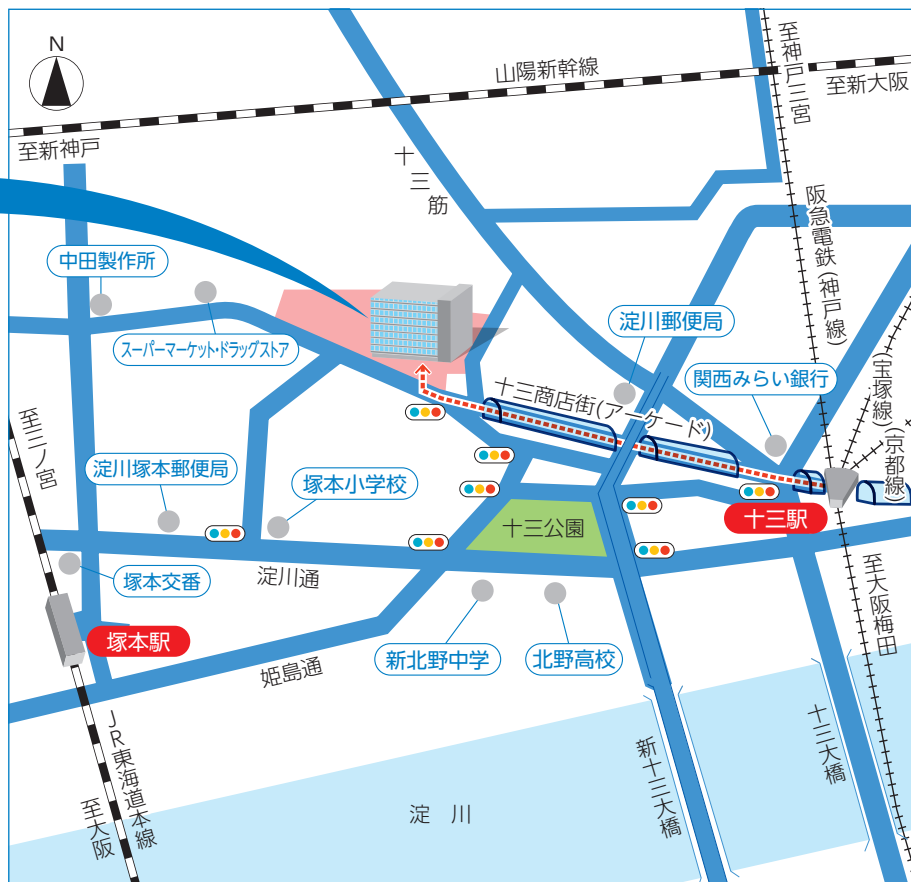 N
山陽新幹線
至神戸三宮
至新大阪
至新神戸
十三筋
阪急電鉄(神戸線)
中田製作所
スーパーマーケット・ドラッグストア
淀川郵便局
関西みらい銀行
(宝塚線)
(京都線)
十三商店街(アーケード)
至三ノ宮
淀川塚本郵便局
塚本小学校
十三公園
十三駅
淀川通
塚本交番
塚本駅
新北野中学
北野高校
姫島通
至大阪梅田
JR東海道本線
至大阪
淀川
新十三大橋
十三大橋